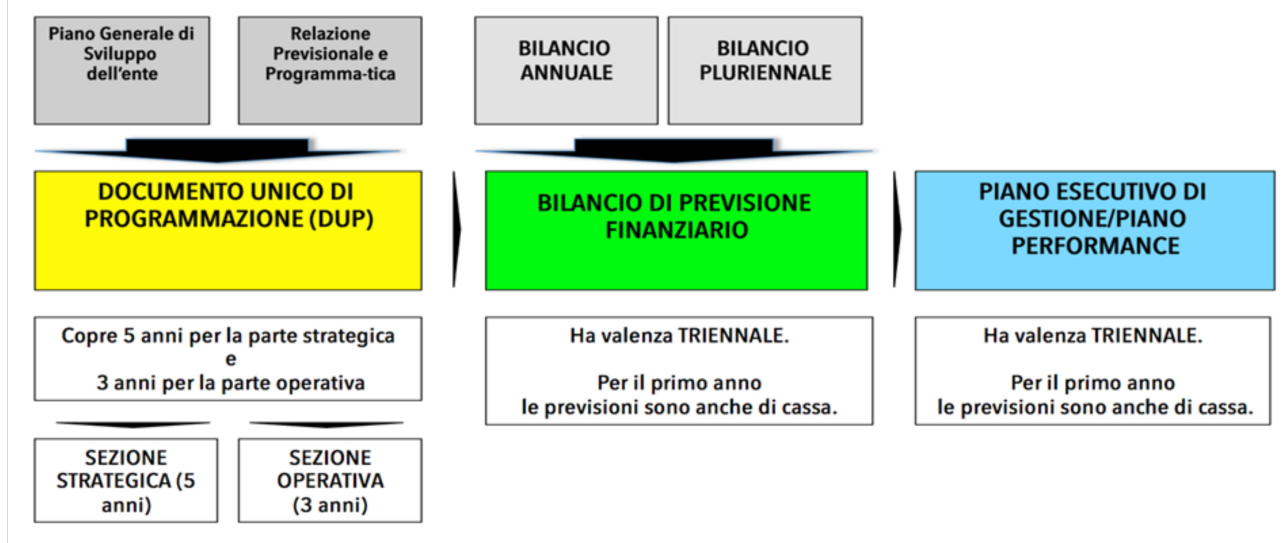 Piano Generale di
Sviluppo
dell'ente
Relazione
Previsionale e
Programma-tica
BILANCIO
ANNUALE
BILANCIO
PLURIENNALE
DOCUMENTO UNICO DI
PROGRAMMAZIONE (DUP)
BILANCIO DI PREVISIONE
FINANZIARIO
PIANO ESECUTIVO DI
GESTIONE/PIANO
PERFORMANCE
Copre 5 anni per la parte strategica
e
3 anni per la parte operativa
Ha valenza TRIENNALE.
Per il primo anno
le previsioni sono anche di cassa.
Ha valenza TRIENNALE.
Per il primo anno
le previsioni sono anche di cassa.
SEZIONE
STRATEGICA (5
anni)
SEZIONE
OPERATIVA
(3 anni)